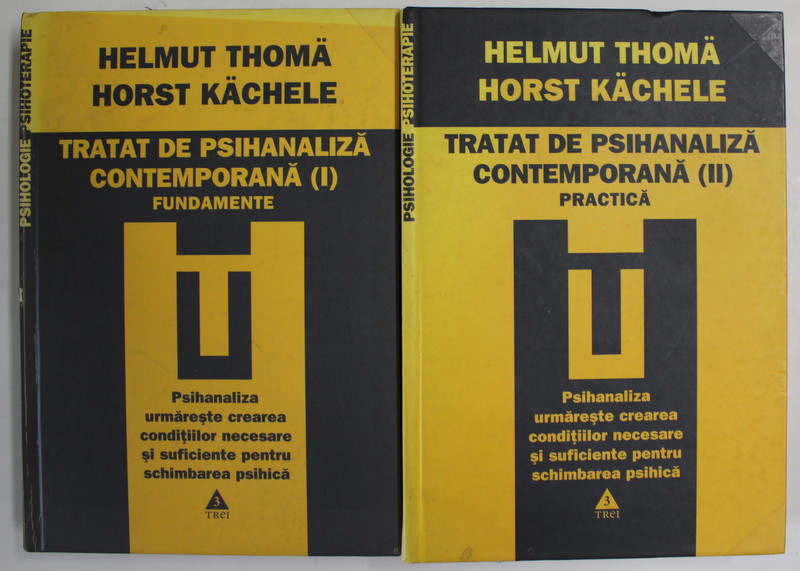 PSIHOLOGIE PSIHOTERAPIE
HELMUT THOMÄ
HORST KÄCHELE
TRATAT DE PSIHANALIZĂ
CONTEMPORANĂ (I)
FUNDAMENTE
Psihanaliza
urmărește crearea
condițiilor necesare
și suficiente pentru
schimbarea psihică
3
TREI
PSIHOLOGIE PSIHOTERAPIE
HELMUT THOMÄ
HORST KÄCHELE
TRATAT DE PSIHANALIZĂ
CONTEMPORANĂ (II)
PRACTICĂ
Psihanaliza
urmărește crearea
condițiilor necesare
și suficiente pentru
schimbarea psihică
3
TREI